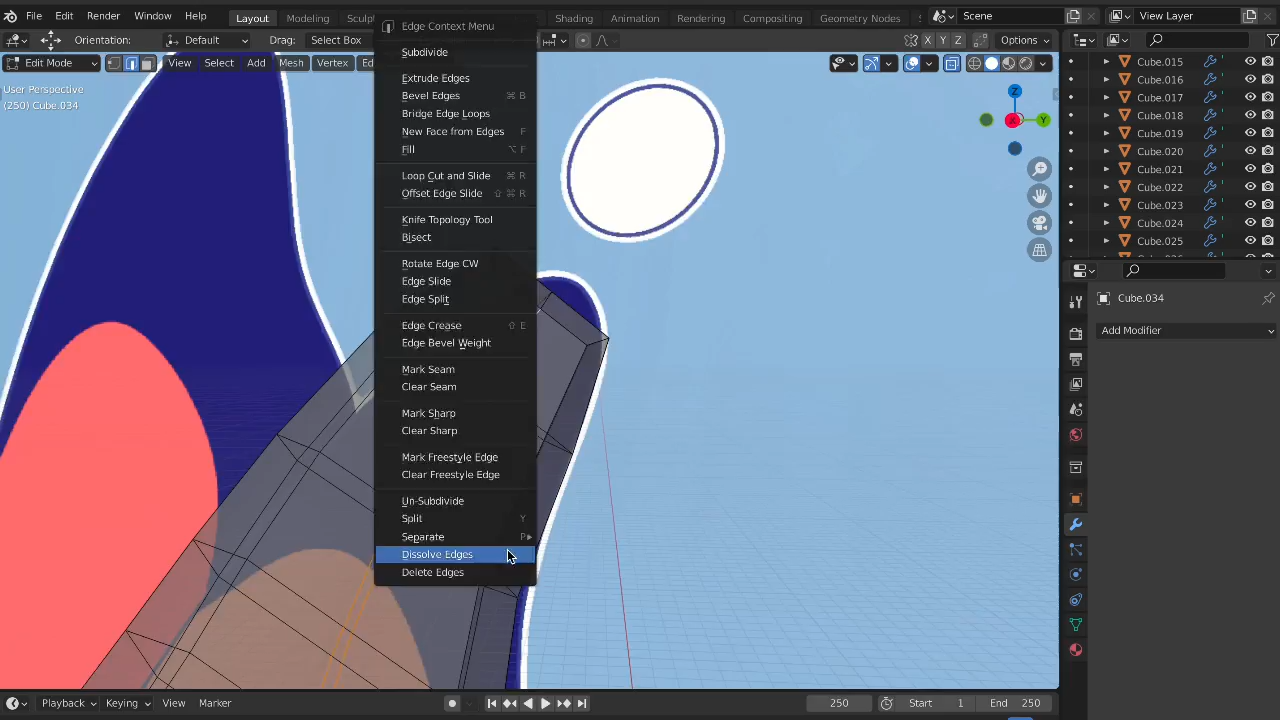 File Edit Render Window Help Layout Modeling Sculp Shading Animation Rendering Compositing Geometry Nodes Scene View Layer
Orientation: Default Drag: Select Box X Y Z Options
Edit Mode View Select Add Mesh Vertex Ed
User Perspective
(250) Cube.034
Edge Context Menu
Subdivide
Extrude Edges
Bevel Edges ⌘ B
Bridge Edge Loops
New Face from Edges F
Fill ⌥ F
Loop Cut and Slide ⌘ R
Offset Edge Slide ⇧ ⌘ R
Knife Topology Tool
Bisect
Rotate Edge CW
Edge Slide
Edge Split
Edge Crease ⇧ E
Edge Bevel Weight
Mark Seam
Clear Seam
Mark Sharp
Clear Sharp
Mark Freestyle Edge
Clear Freestyle Edge
Un-Subdivide
Split Y
Separate P
Dissolve Edges
Delete Edges
Z
X Y
Cube.015
Cube.016
Cube.017
Cube.018
Cube.019
Cube.020
Cube.021
Cube.022
Cube.023
Cube.024
Cube.025
Cube.034
Add Modifier
Playback Keying View Marker 250 Start 1 End 250